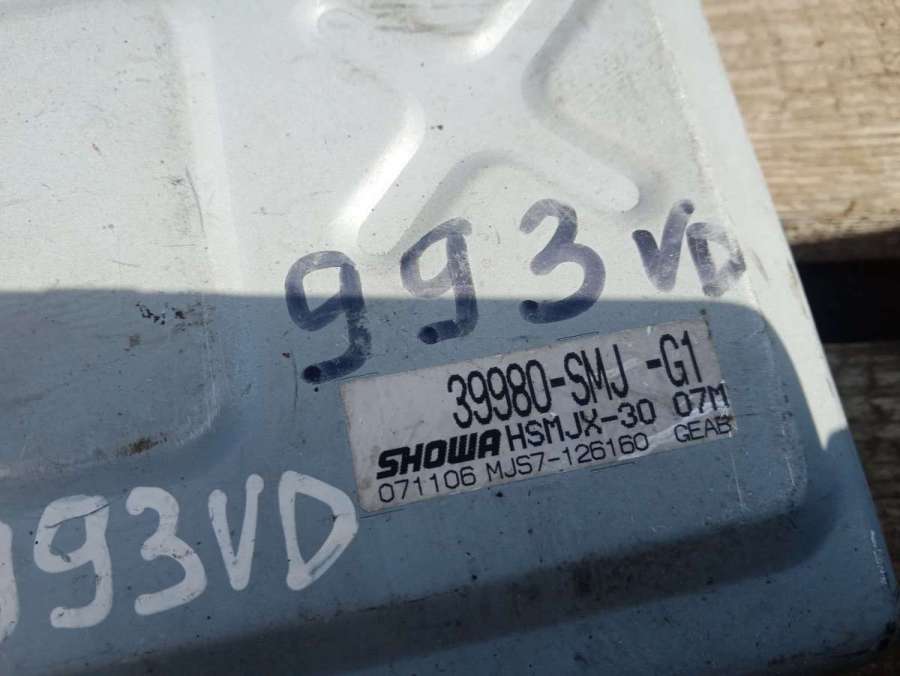 993VD
39980-SMJ -G1
SHOWA HSMJX-30 07M
071106 MJS7-126160 GEAB
993VD